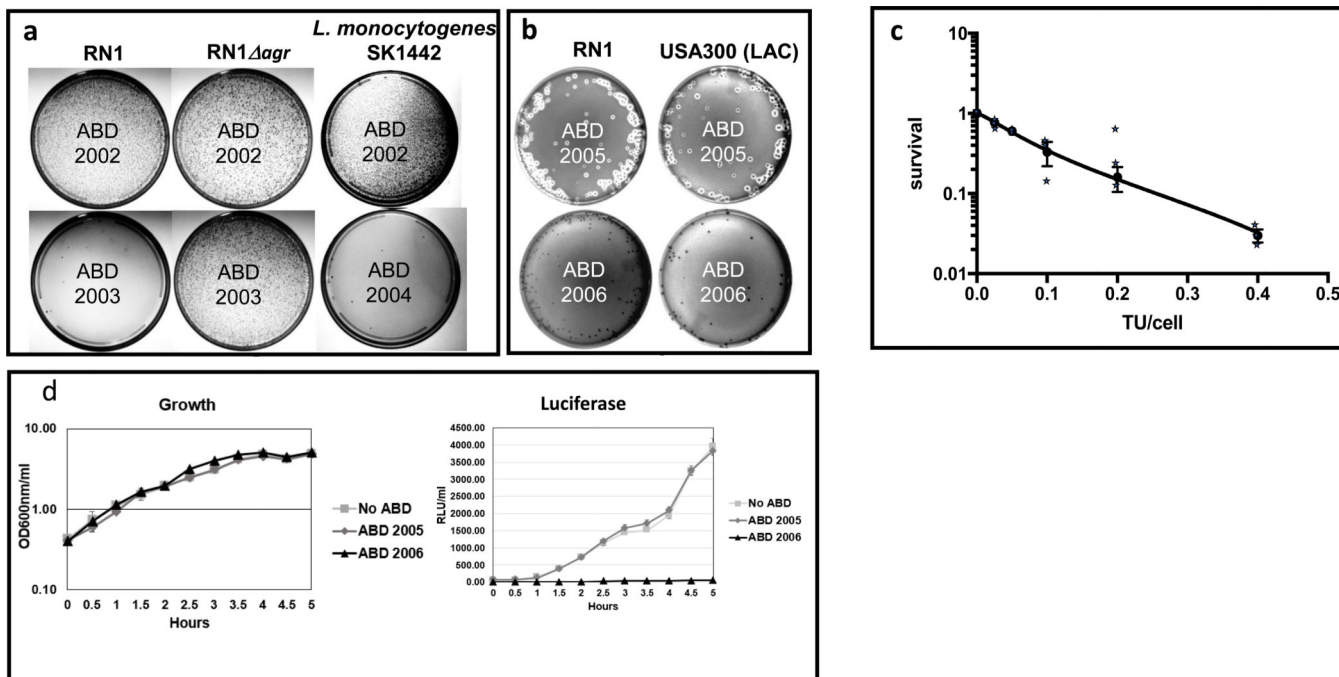 a
L. monocytogenes
RN1
RN1Δagr
SK1442
ABD
2002
ABD
2002
ABD
2002
ABD
2003
ABD
2003
ABD
2004
b
RN1
USA300 (LAC)
ABD
2005
ABD
2005
ABD
2006
ABD
2006
c
survival
10
1
0.1
0.01
0.0 0.1 0.2 0.3 0.4 0.5
TU/cell
d
Growth
OD600nm/ml
10.00
1.00
0.10
0 0.5 1 1.5 2 2.5 3 3.5 4 4.5 5
Hours
No ABD
ABD 2005
ABD 2006
Luciferase
RLU/ml
4500.00
4000.00
3500.00
3000.00
2500.00
2000.00
1500.00
1000.00
500.00
0.00
0 0.5 1 1.5 2 2.5 3 3.5 4 4.5 5
Hours
No ABD
ABD 2005
ABD 2006